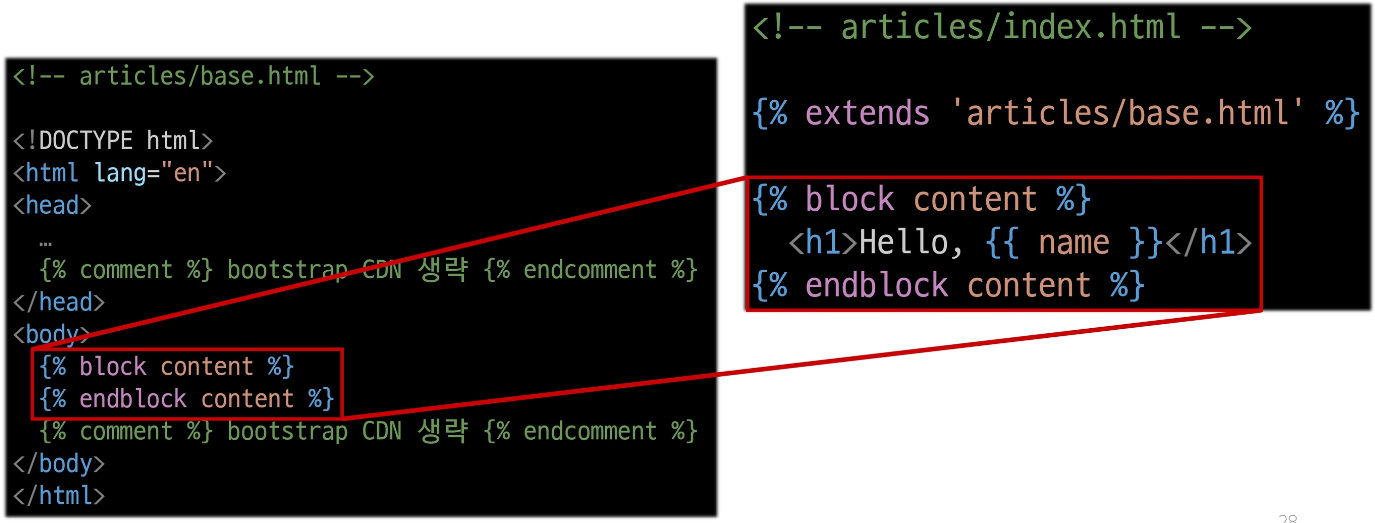 <!-- articles/base.html -->
<!DOCTYPE html>
<html lang="en">
<head>
…
{% comment %} bootstrap CDN 생략 {% endcomment %}
</head>
<body>
{% block content %}
{% endblock content %}
{% comment %} bootstrap CDN 생략 {% endcomment %}
</body>
</html>
<!-- articles/index.html -->
{% extends 'articles/base.html' %}
{% block content %}
<h1>Hello, {{ name }}</h1>
{% endblock content %}
28